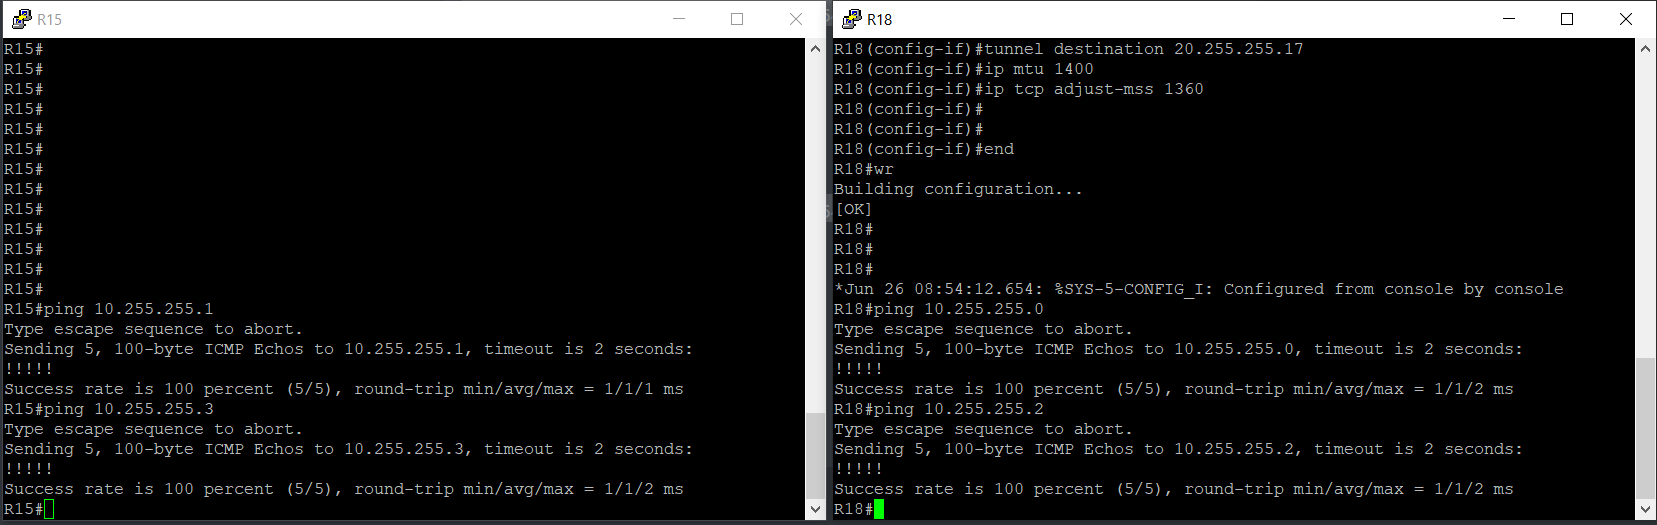 R15
R15#
R15#
R15#
R15#
R15#
R15#
R15#
R15#
R15#
R15#
R15#
R15#
R15#
R15#ping 10.255.255.1
Type escape sequence to abort.
Sending 5, 100-byte ICMP Echos to 10.255.255.1, timeout is 2 seconds:
!!!!!
Success rate is 100 percent (5/5), round-trip min/avg/max = 1/1/1 ms
R15#ping 10.255.255.3
Type escape sequence to abort.
Sending 5, 100-byte ICMP Echos to 10.255.255.3, timeout is 2 seconds:
!!!!!
Success rate is 100 percent (5/5), round-trip min/avg/max = 1/1/2 ms
R15#
R18
R18(config-if)#tunnel destination 20.255.255.17
R18(config-if)#ip mtu 1400
R18(config-if)#ip tcp adjust-mss 1360
R18(config-if)#
R18(config-if)#
R18(config-if)#end
R18#wr
Building configuration...
[OK]
R18#
R18#
R18#
*Jun 26 08:54:12.654: %SYS-5-CONFIG_I: Configured from console by console
R18#ping 10.255.255.0
Type escape sequence to abort.
Sending 5, 100-byte ICMP Echos to 10.255.255.0, timeout is 2 seconds:
!!!!!
Success rate is 100 percent (5/5), round-trip min/avg/max = 1/1/2 ms
R18#ping 10.255.255.2
Type escape sequence to abort.
Sending 5, 100-byte ICMP Echos to 10.255.255.2, timeout is 2 seconds:
!!!!!
Success rate is 100 percent (5/5), round-trip min/avg/max = 1/1/2 ms
R18#